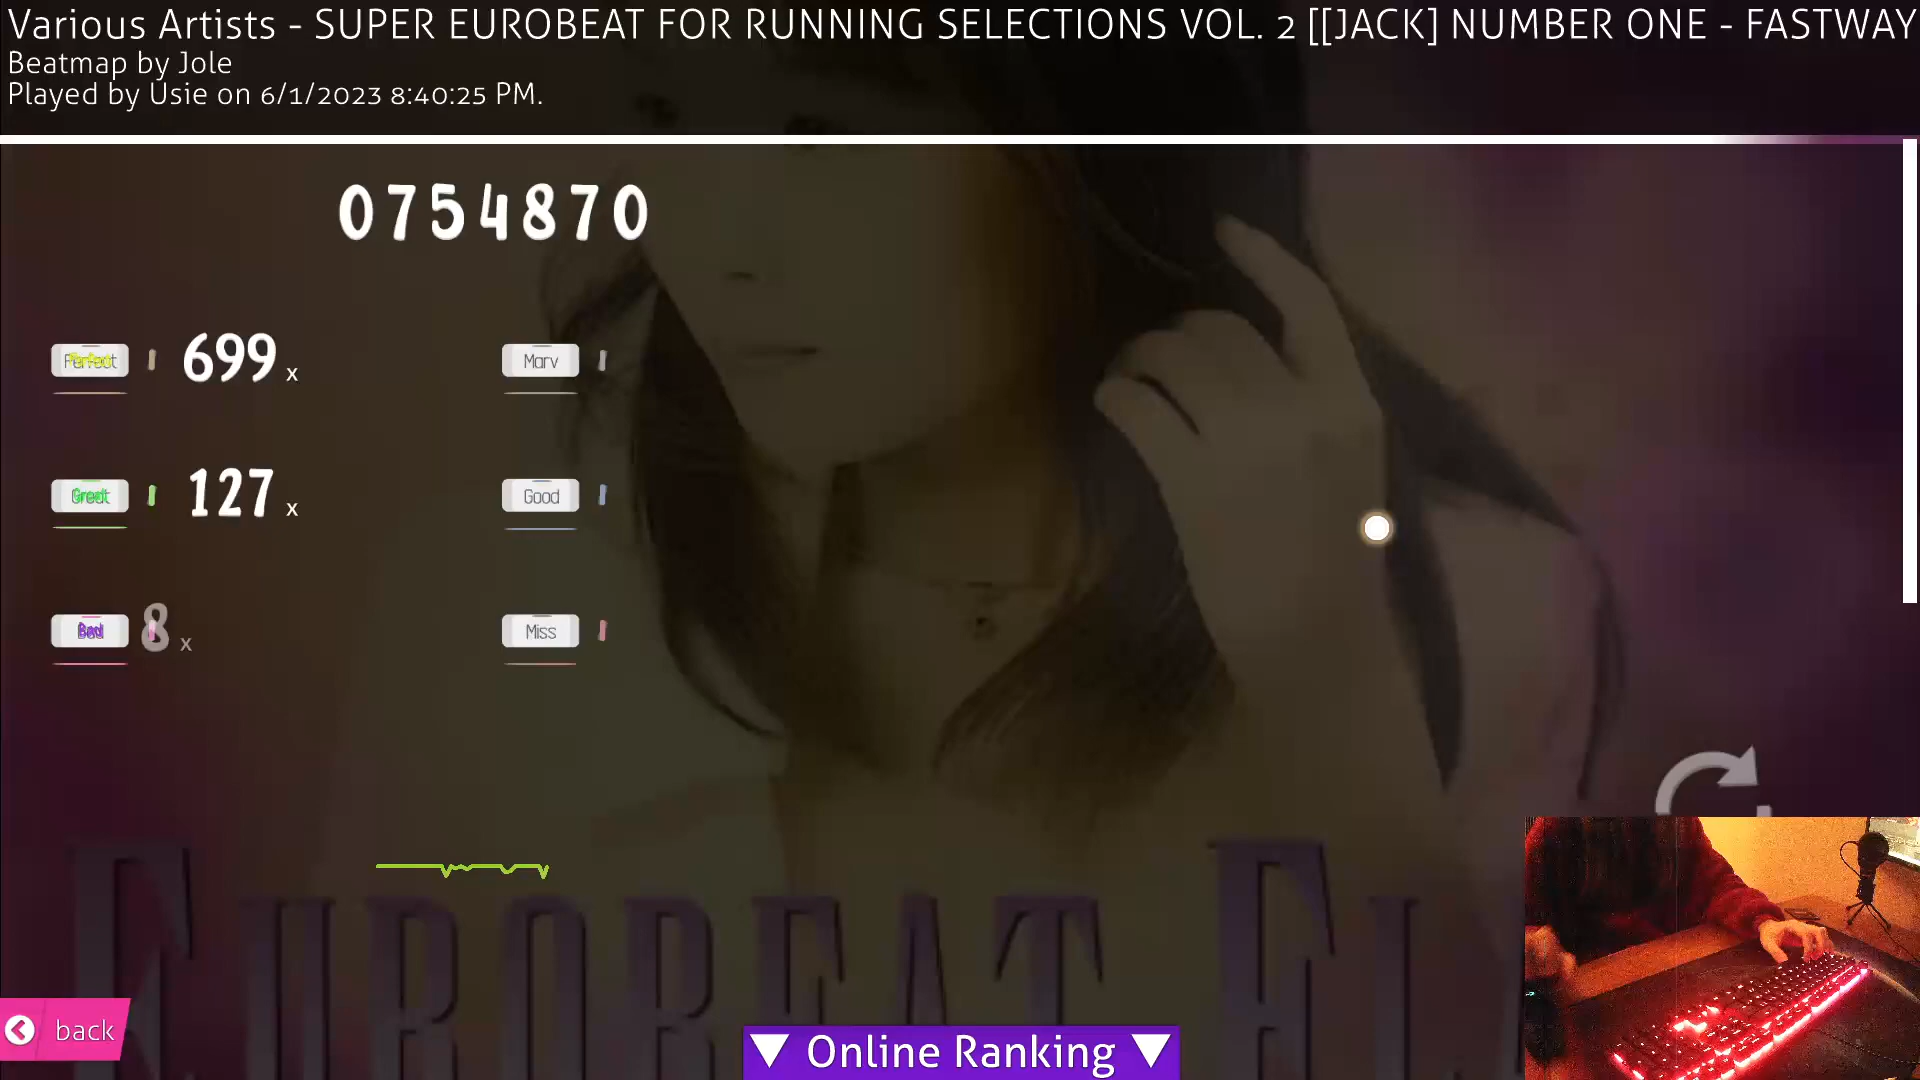 Various Artists - SUPER EUROBEAT FOR RUNNING SELECTIONS VOL. 2 [[JACK] NUMBER ONE - FASTWAY
Beatmap by Jole
Played by Usie on 6/1/2023 8:40:25 PM.
0754870
Perfect 699 x Marv
Great 127 x Good
Bad 8 x Miss
EUROBEAT
back
▼ Online Ranking ▼